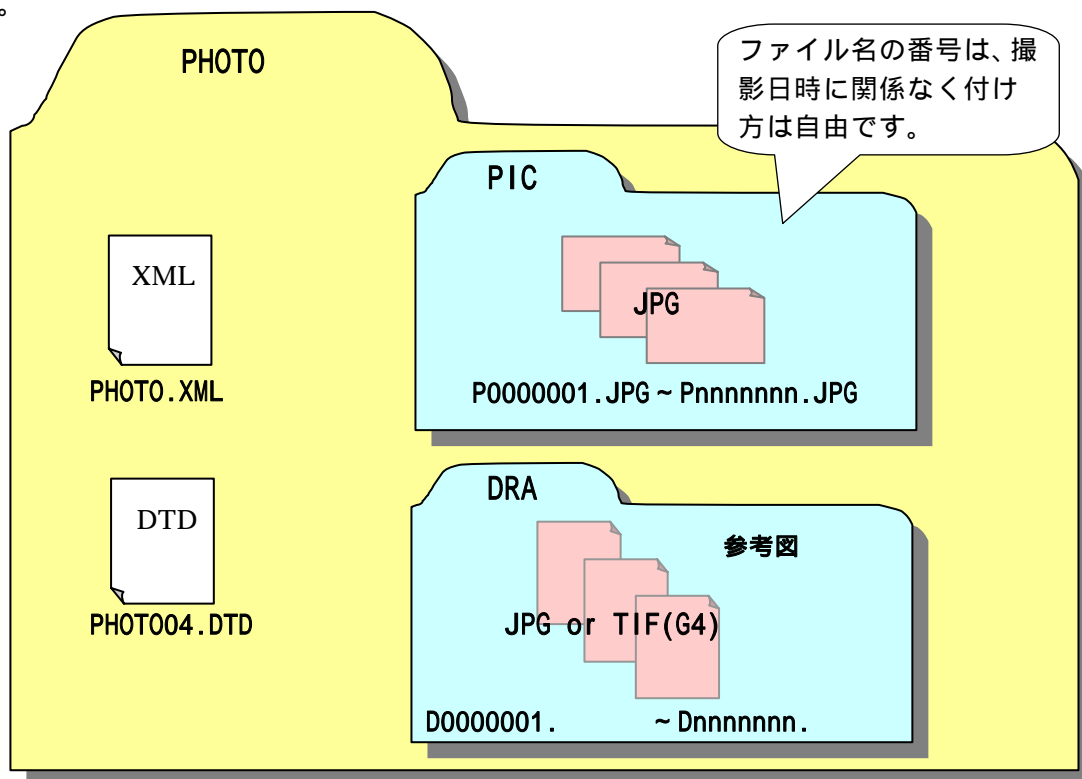 。
PHOTO
ファイル名の番号は、撮
影日時に関係なく付け
方は自由です。
PIC
XML
JPG
PHOTO.XML
P0000001.JPG~Pnnnnnnn.JPG
DRA
DTD
参考図
PHOTO04.DTD
JPG or TIF(G4)
D0000001. ~Dnnnnnnn.